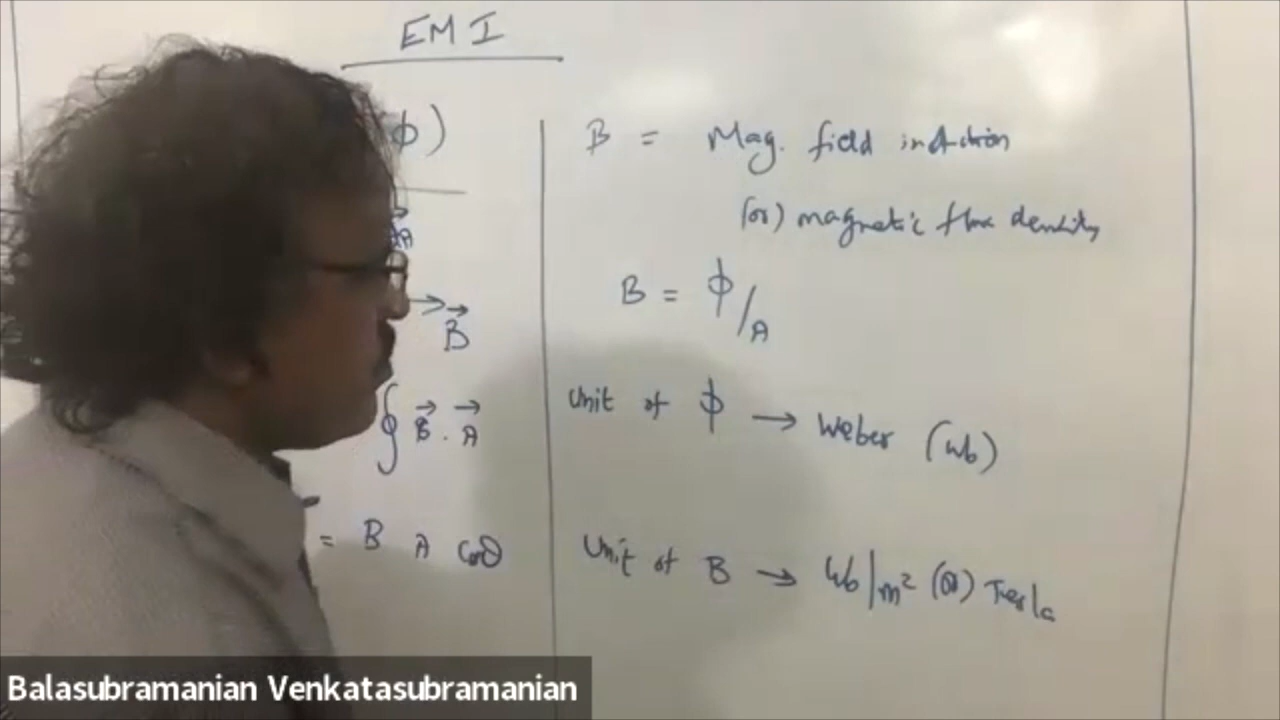 EMI
ϕ)
dA
B
∮ B⃗ . A⃗
= B A Cosθ
B = Mag. field induction
(or) magnetic flux density
B = ϕ/A
Unit of ϕ → Weber (Wb)
Unit of B → Wb/m² (or) Tesla
Balasubramanian Venkatasubramanian